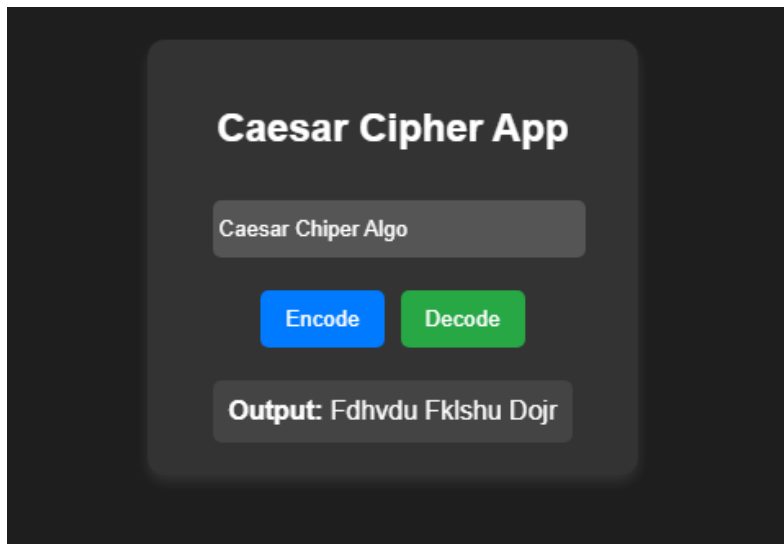 Caesar Cipher App
Caesar Chiper Algo
Encode Decode
Output: Fdhvdu Fklshu Dojr